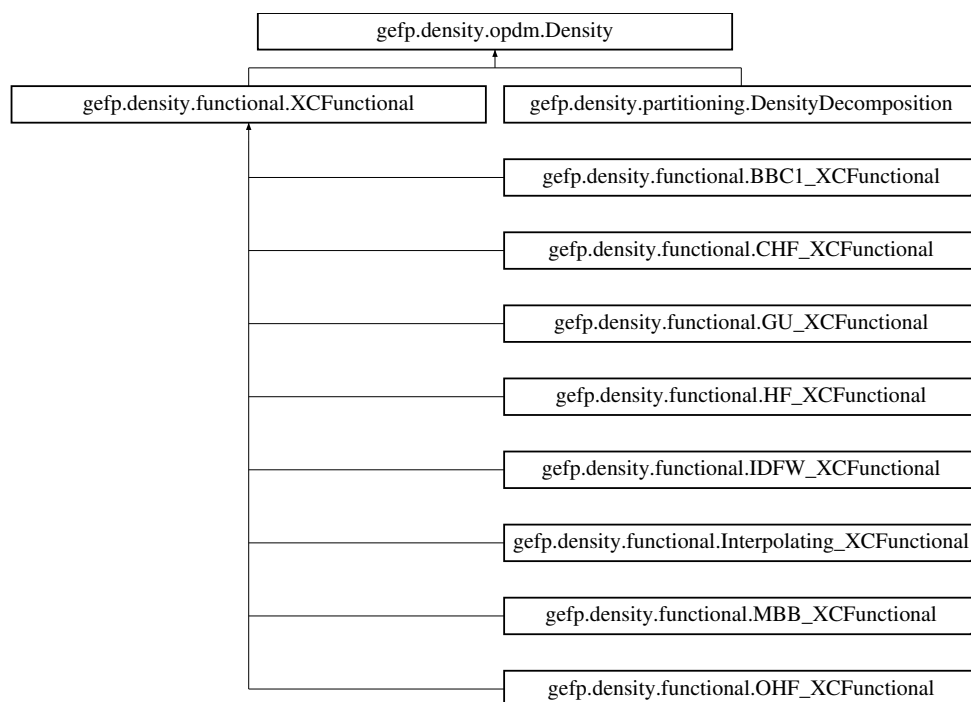 gefp.density.opdm.Density
gefp.density.functional.XCFunctional
gefp.density.partitioning.DensityDecomposition
gefp.density.functional.BBC1_XCFunctional
gefp.density.functional.CHF_XCFunctional
gefp.density.functional.GU_XCFunctional
gefp.density.functional.HF_XCFunctional
gefp.density.functional.IDFW_XCFunctional
gefp.density.functional.Interpolating_XCFunctional
gefp.density.functional.MBB_XCFunctional
gefp.density.functional.OHF_XCFunctional